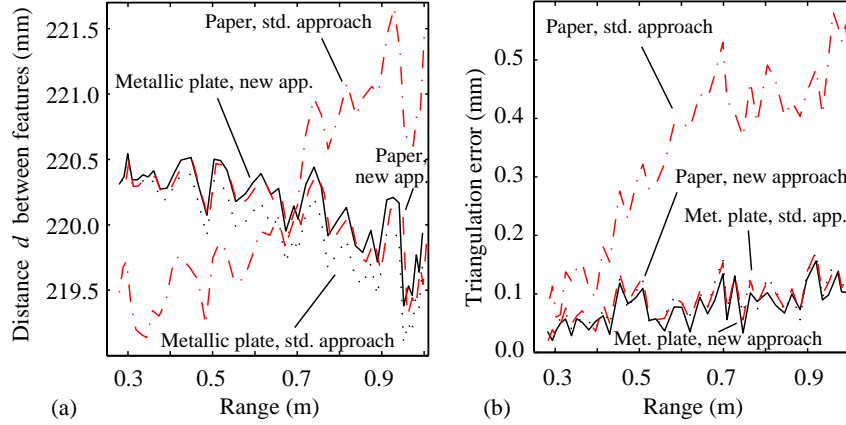 221.5
221.0
220.5
220.0
219.5
Distance d between features (mm)
Paper, std. approach
Metallic plate, new app.
Paper,
new app.
Metallic plate, std. approach
0.3 0.5 0.7 0.9
(a) Range (m)
0.5
0.4
0.3
0.2
0.1
0.0
Triangulation error (mm)
Paper, std. approach
Paper, new approach
Met. plate, std. app.
Met. plate, new approach
0.3 0.5 0.7 0.9
(b) Range (m)